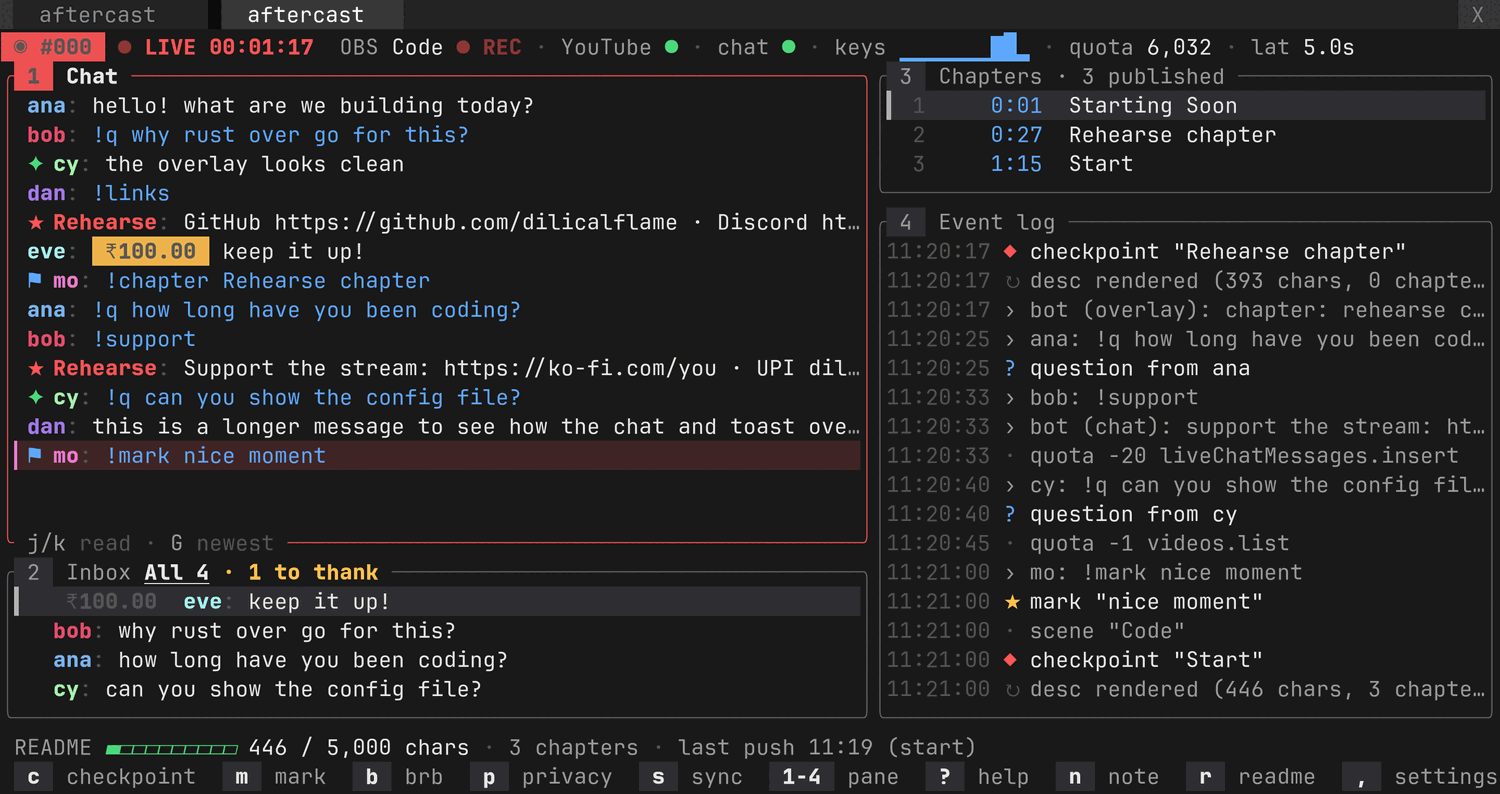 aftercast aftercast X
◉ #000 ● LIVE 00:01:17 OBS Code ● REC · YouTube ● · chat ● · keys · quota 6,032 · lat 5.0s
1 Chat
ana: hello! what are we building today?
bob: !q why rust over go for this?
✦ cy: the overlay looks clean
dan: !links
★ Rehearse: GitHub https://github.com/dilicalflame · Discord ht…
eve: ₹100.00 keep it up!
⚑ mo: !chapter Rehearse chapter
ana: !q how long have you been coding?
bob: !support
★ Rehearse: Support the stream: https://ko-fi.com/you · UPI dil…
✦ cy: !q can you show the config file?
dan: this is a longer message to see how the chat and toast ove…
⚑ mo: !mark nice moment
j/k read · G newest
2 Inbox All 4 · 1 to thank
₹100.00 eve: keep it up!
bob: why rust over go for this?
ana: how long have you been coding?
cy: can you show the config file?
3 Chapters · 3 published
1 0:01 Starting Soon
2 0:27 Rehearse chapter
3 1:15 Start
4 Event log
11:20:17 ◆ checkpoint "Rehearse chapter"
11:20:17 ↻ desc rendered (393 chars, 0 chapte…
11:20:17 › bot (overlay): chapter: rehearse c…
11:20:25 › ana: !q how long have you been cod…
11:20:25 ? question from ana
11:20:33 › bob: !support
11:20:33 › bot (chat): support the stream: ht…
11:20:33 · quota -20 liveChatMessages.insert
11:20:40 › cy: !q can you show the config fil…
11:20:40 ? question from cy
11:20:45 · quota -1 videos.list
11:21:00 › mo: !mark nice moment
11:21:00 ★ mark "nice moment"
11:21:00 · scene "Code"
11:21:00 ◆ checkpoint "Start"
11:21:00 ↻ desc rendered (446 chars, 3 chapte…
README 446 / 5,000 chars · 3 chapters · last push 11:19 (start)
c checkpoint m mark b brb p privacy s sync 1-4 pane ? help n note r readme , settings